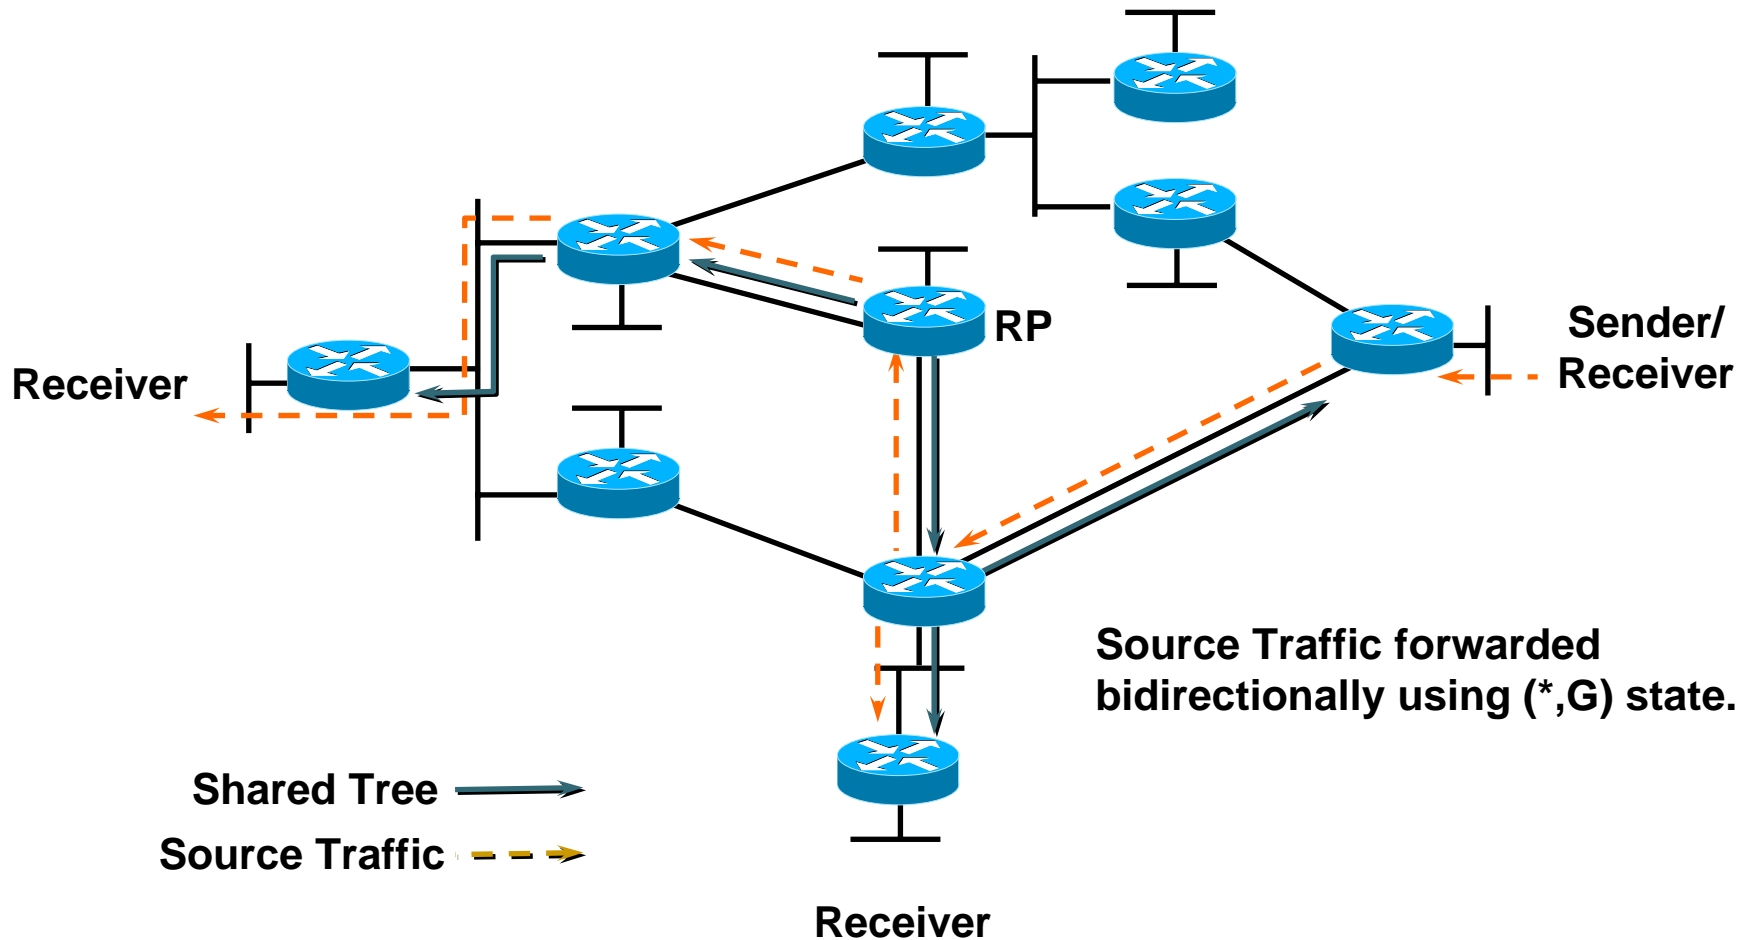 RP
Sender/
Receiver
Receiver
Source Traffic forwarded
bidirectionally using (*,G) state.
Shared Tree
Source Traffic
Receiver